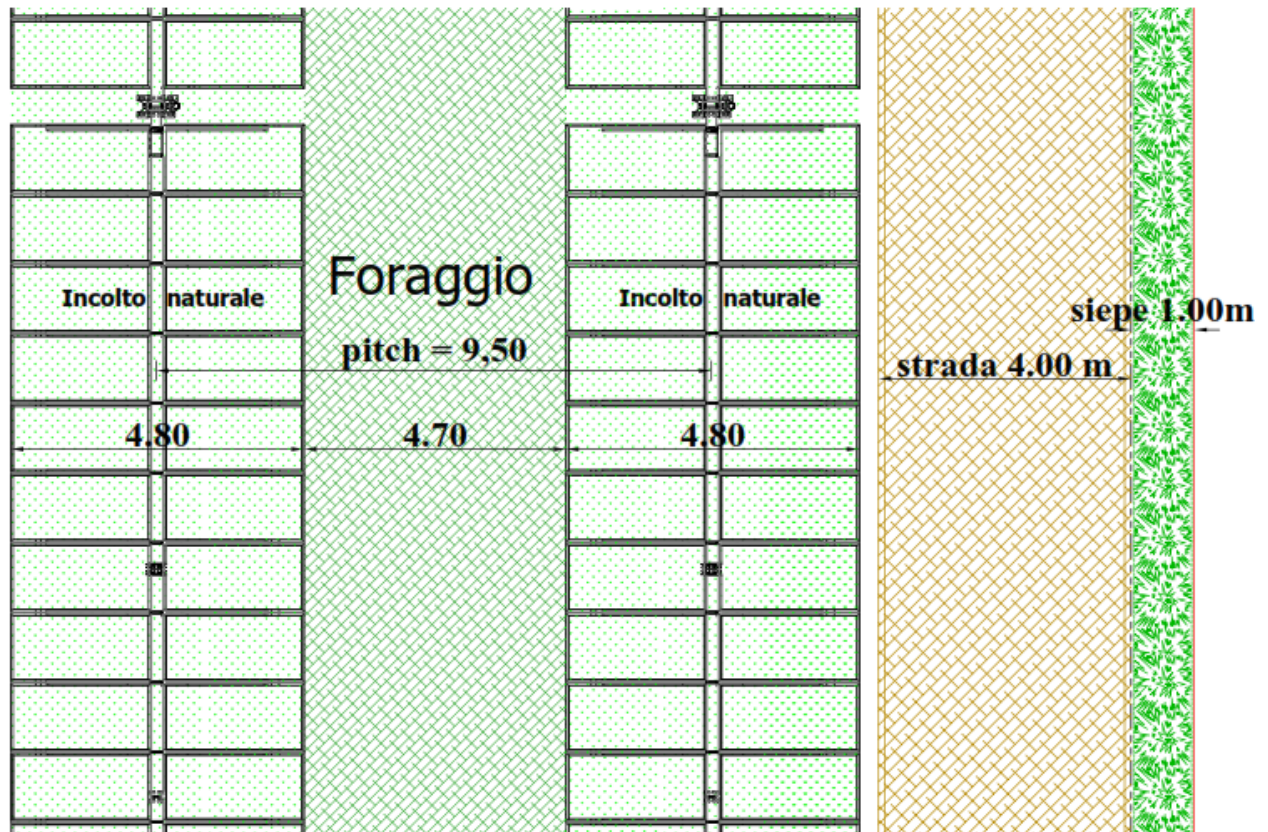 Foraggio
Incolto naturale
Incolto naturale
siepe 1.00m
pitch = 9,50
strada 4.00 m
4.80
4.70
4.80